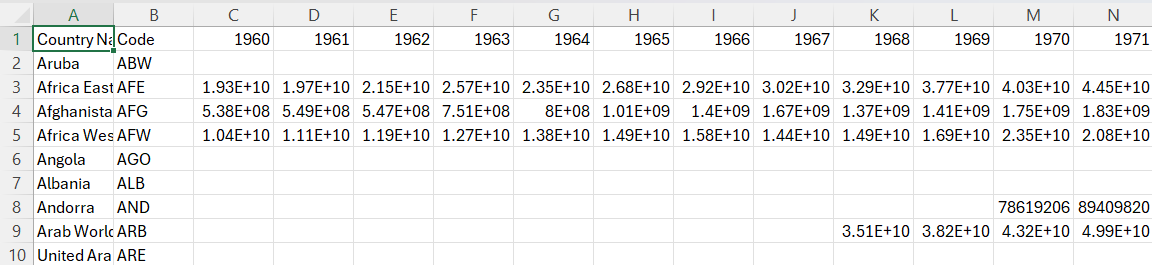 A B C D E F G H I J K L M N
1 Country Na Code 1960 1961 1962 1963 1964 1965 1966 1967 1968 1969 1970 1971
2 Aruba ABW
3 Africa East AFE 1.93E+10 1.97E+10 2.15E+10 2.57E+10 2.35E+10 2.68E+10 2.92E+10 3.02E+10 3.29E+10 3.77E+10 4.03E+10 4.45E+10
4 Afghanista AFG 5.38E+08 5.49E+08 5.47E+08 7.51E+08 8E+08 1.01E+09 1.4E+09 1.67E+09 1.37E+09 1.41E+09 1.75E+09 1.83E+09
5 Africa Wes AFW 1.04E+10 1.11E+10 1.19E+10 1.27E+10 1.38E+10 1.49E+10 1.58E+10 1.44E+10 1.49E+10 1.69E+10 2.35E+10 2.08E+10
6 Angola AGO
7 Albania ALB
8 Andorra AND 78619206 89409820
9 Arab Worl ARB 3.51E+10 3.82E+10 4.32E+10 4.99E+10
10 United Ara ARE